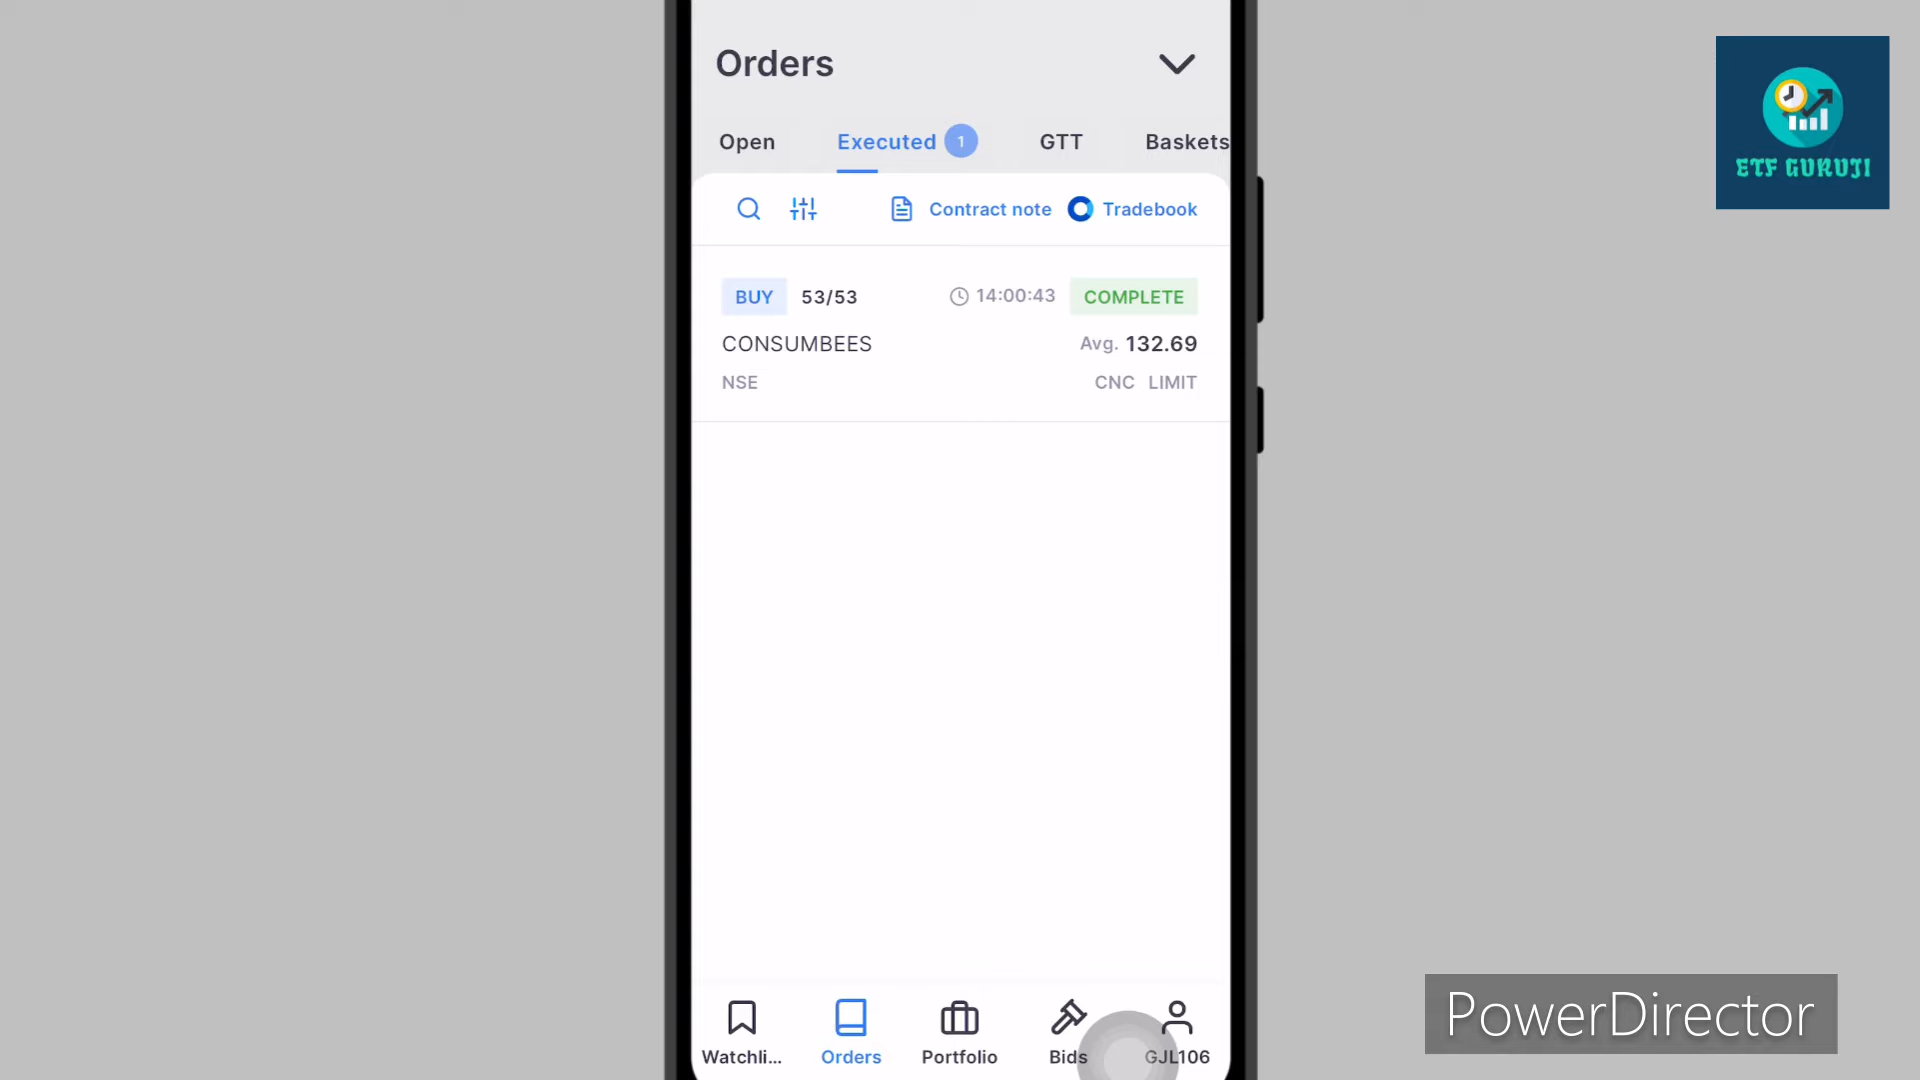 Orders
Open Executed 1 GTT Baskets
Contract note Tradebook
BUY 53/53 14:00:43 COMPLETE
CONSUMBEES Avg. 132.69
NSE CNC LIMIT
Watchli... Orders Portfolio Bids GJL106
ETF GURUJI
PowerDirector